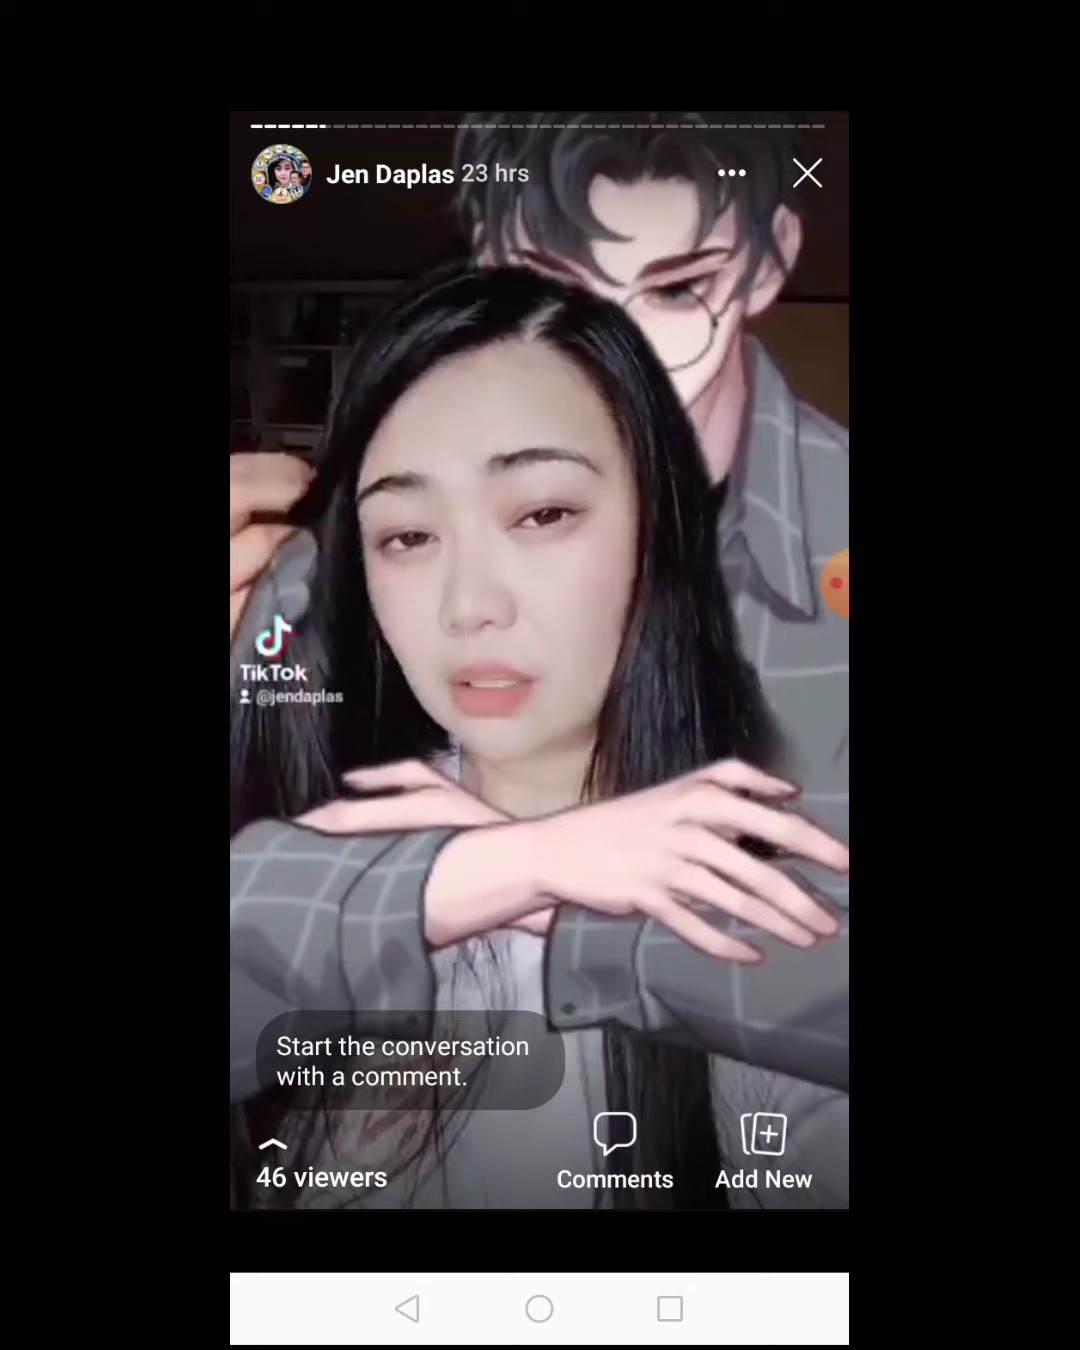 Jen Daplas 23 hrs
TikTok
@jendaplas
Start the conversation
with a comment.
46 viewers
Comments
Add New